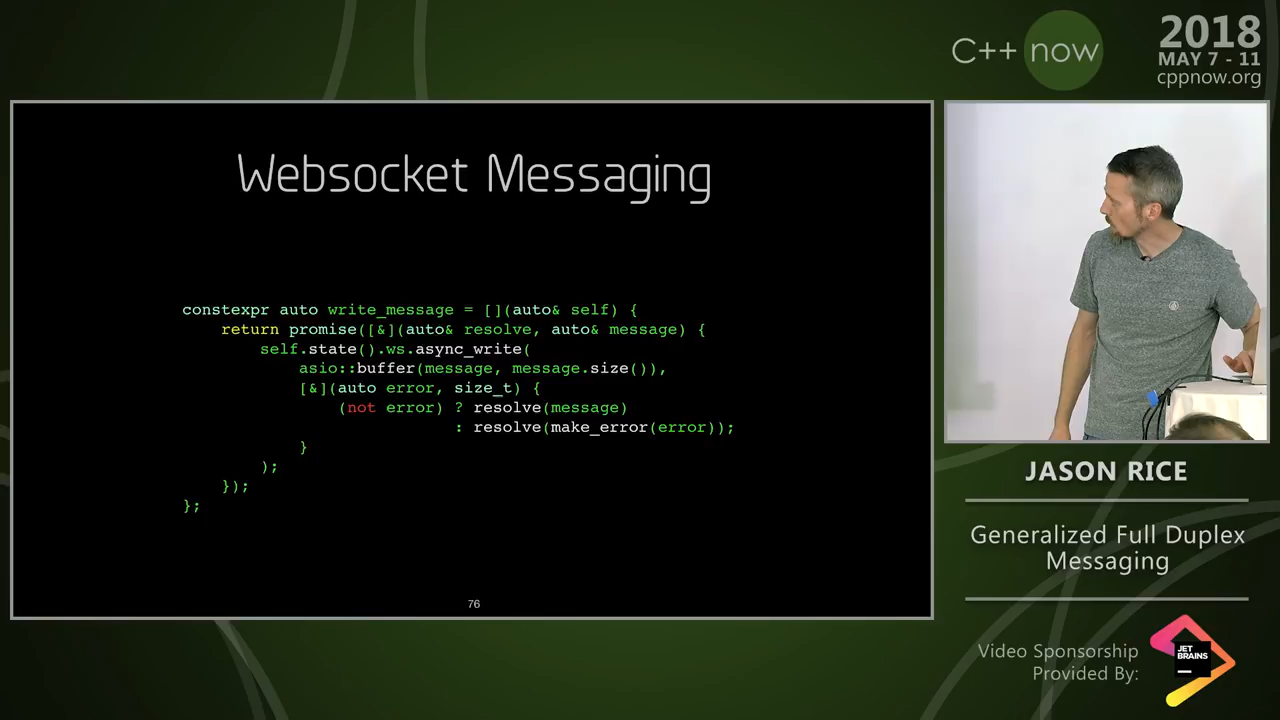 C++ now
2018
MAY 7 - 11
cppnow.org
Websocket Messaging
constexpr auto write_message = [](auto& self) {
return promise([&](auto& resolve, auto& message) {
self.state().ws.async_write(
asio::buffer(message, message.size()),
[&](auto error, size_t) {
(not error) ? resolve(message)
: resolve(make_error(error));
}
);
});
};
76
JASON RICE
Generalized Full Duplex
Messaging
Video Sponsorship
Provided By:
JET
BRAINS